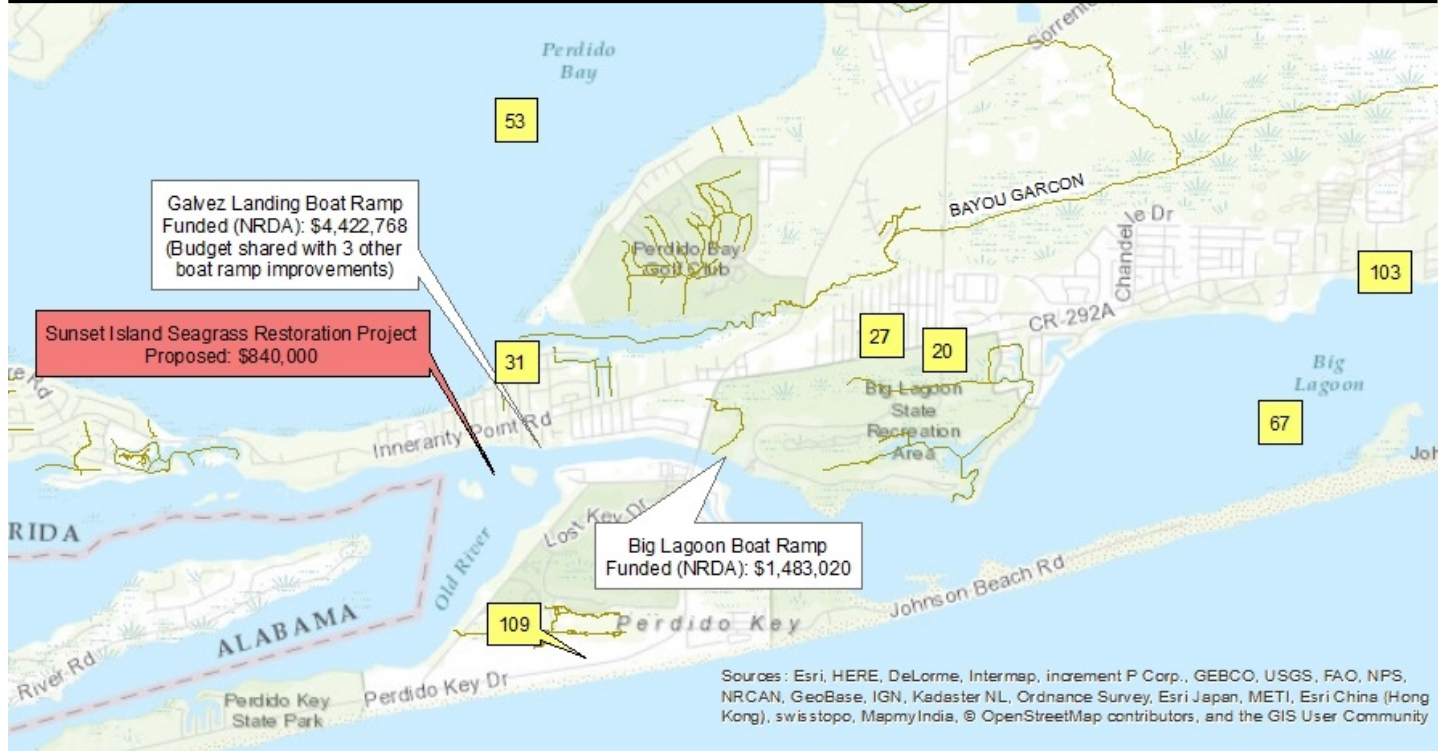 Perdido
Bay
Sorrento
53
BAYOU GARCON
Galvez Landing Boat Ramp
Funded (NRDA): $4,422,768
(Budget shared with 3 other
boat ramp improvements)
Perdido Bay
Golf Club
Chandelle Dr
103
Sunset Island Seagrass Restoration Project
Proposed: $840,000
CR-292A
31
27
20
Big
Lagoon
re Rd
Innerarity Point Rd
Big Lagoon
State
Recreation
Area
67
Joh
RIDA
Lost Key Dr
Old River
Big Lagoon Boat Ramp
Funded (NRDA): $1,483,020
Johnson Beach Rd
ALABAMA
109
Perdido Key
River Rd
Perdido Key Dr
Perdido Key
State Park
Sources: Esri, HERE, DeLorme, Intermap, increment P Corp., GEBCO, USGS, FAO, NPS,
NRCAN, GeoBase, IGN, Kadaster NL, Ordnance Survey, Esri Japan, METI, Esri China (Hong
Kong), swisstopo, MapmyIndia, © OpenStreetMap contributors, and the GIS User Community